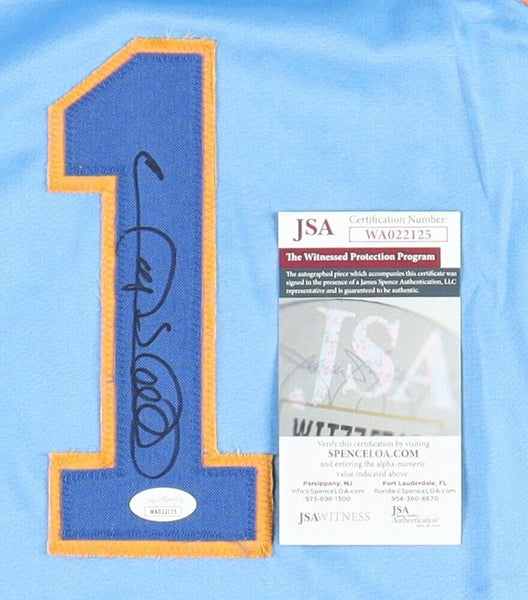 1
JSA
Certification Number:
WA022125
The Witnessed Protection Program
The autographed piece which accompanies this certificate was
signed in the presence of a James Spence Authentication, LLC
representative and is guaranteed to be authentic.
JSA
Verify this certification by visiting
SPENCELOA.COM
and entering the alpha-numeric
value indicated above.
Parsippany, NJ
Fort Lauderdale, FL
info@SpenceLOA.com
florida@SpenceLOA.com
973-898-1500
954-380-8670
JSAWITNESS
JSA
Authentication
WA022125